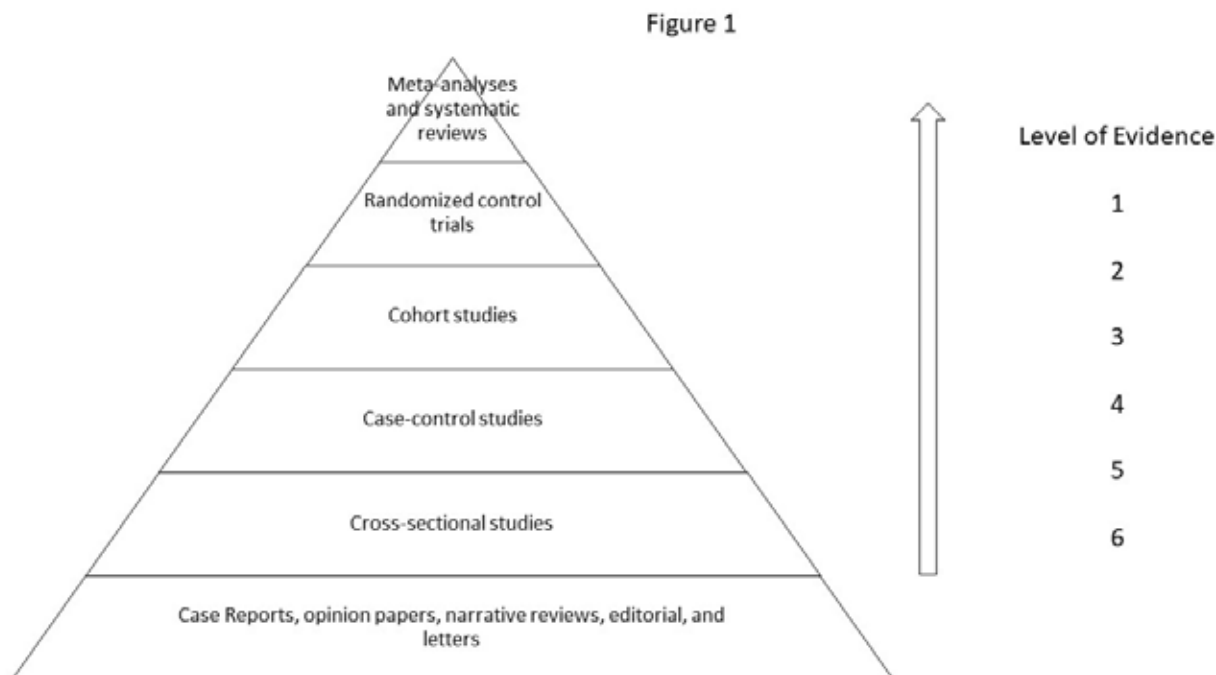 Figure 1
Meta-analyses
and systematic
reviews
Randomized control
trials
Cohort studies
Case-control studies
Cross-sectional studies
Case Reports, opinion papers, narrative reviews, editorial, and
letters
Level of Evidence
1
2
3
4
5
6